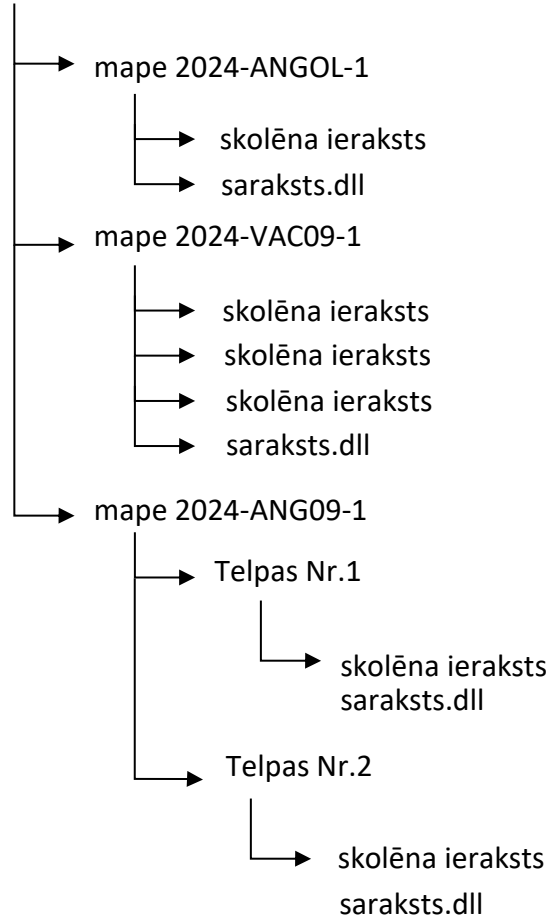 mape 2024-ANGOL-1
skolēna ieraksts
saraksts.dll
mape 2024-VAC09-1
skolēna ieraksts
skolēna ieraksts
skolēna ieraksts
saraksts.dll
mape 2024-ANG09-1
Telpas Nr.1
skolēna ieraksts
saraksts.dll
Telpas Nr.2
skolēna ieraksts
saraksts.dll